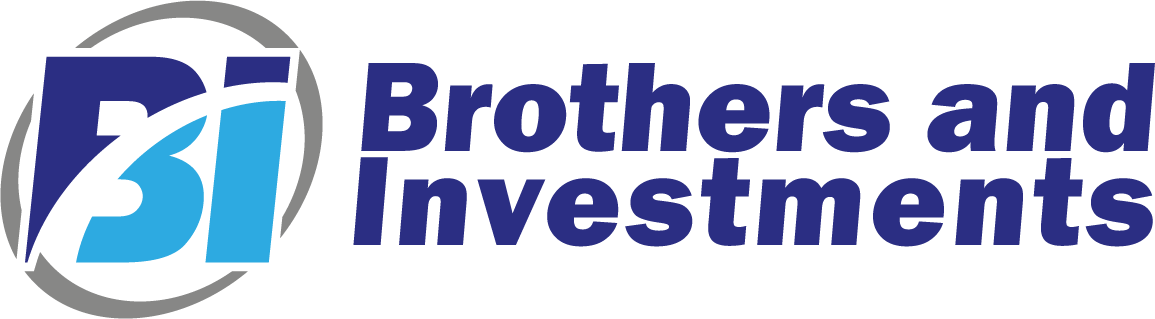 BI
Brothers and
Investments